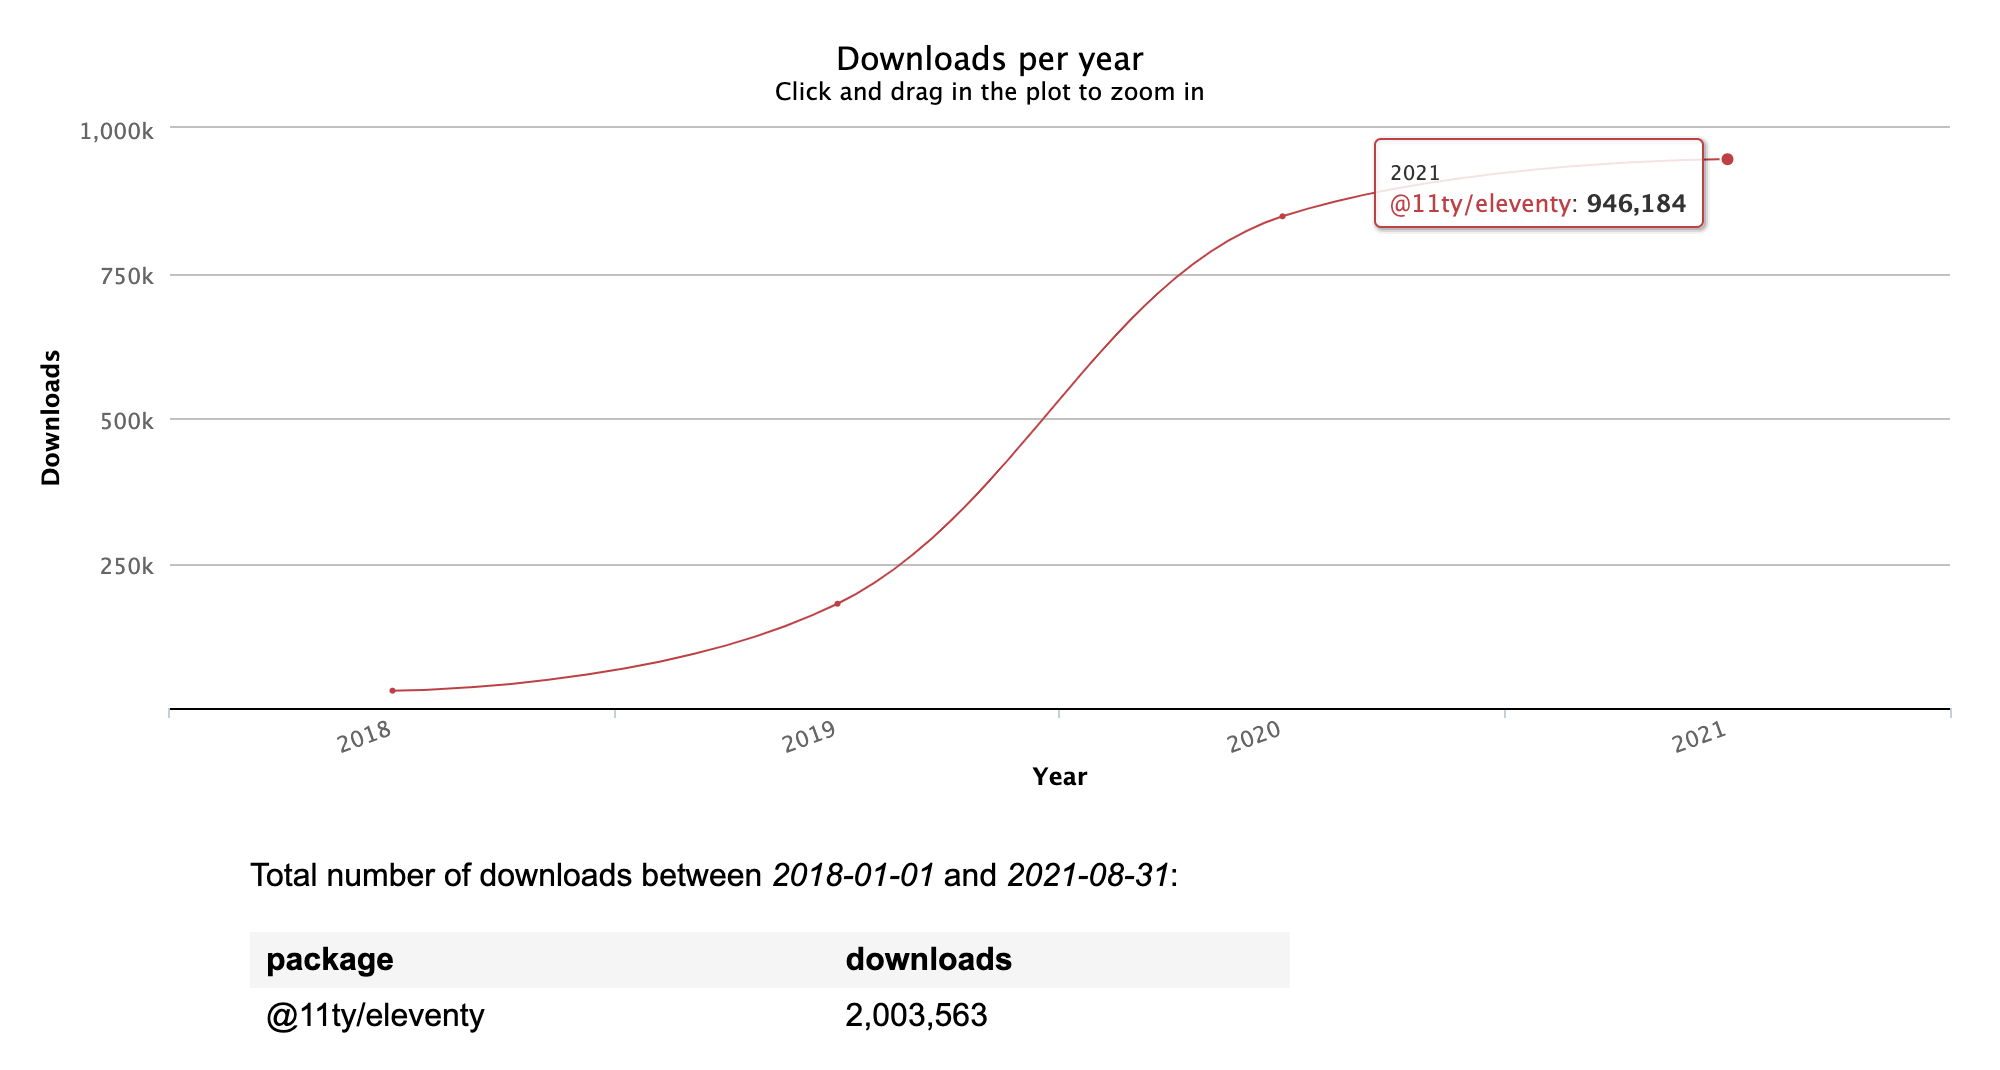 Downloads per year
Click and drag in the plot to zoom in
1,000k
750k
500k
250k
Downloads
2021
@11ty/eleventy: 946,184
2018
2019
2020
2021
Year
Total number of downloads between 2018-01-01 and 2021-08-31:
package downloads
@11ty/eleventy 2,003,563